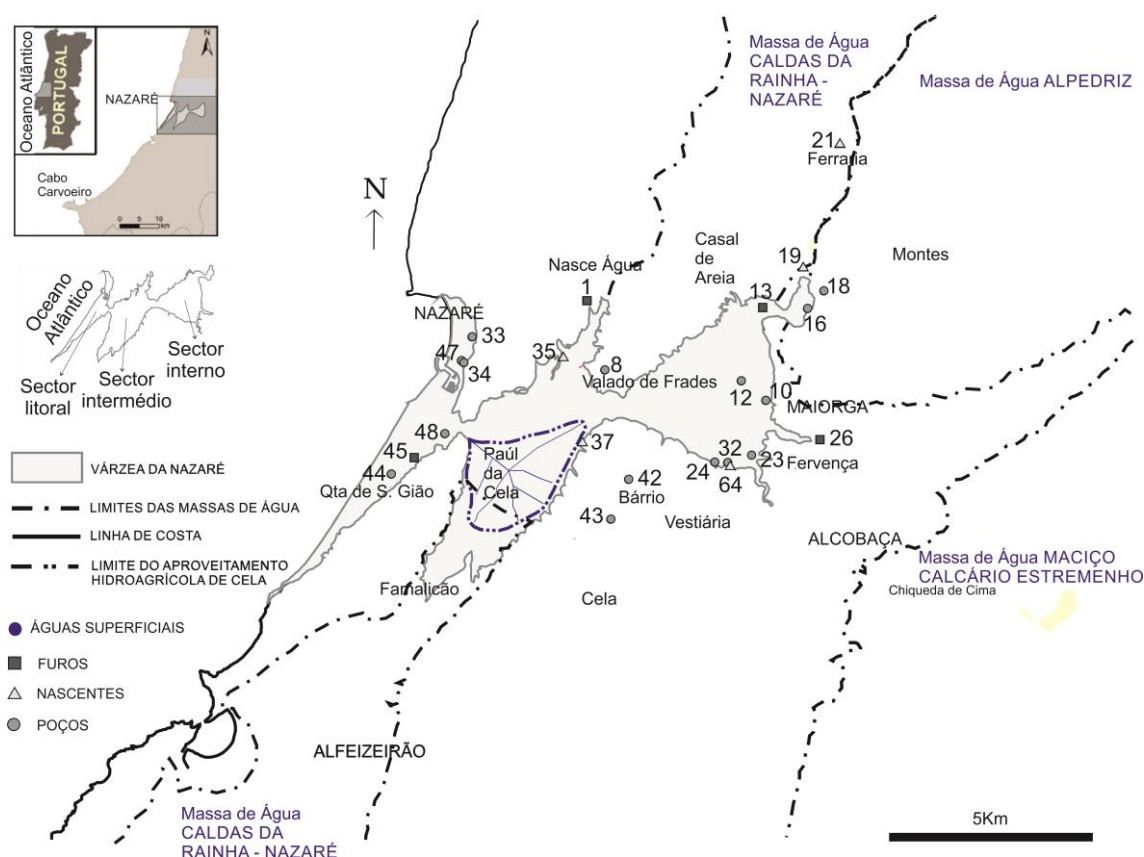 Oceano Atlântico
PORTUGAL
N
NAZARÉ
Cabo
Carvoeiro
0 5 10
km
Oceano
Atlântico
Sector
litoral
Sector
intermédio
Sector
interno
VÁRZEA DA NAZARÉ
LIMITES DAS MASSAS DE ÁGUA
LINHA DE COSTA
LIMITE DO APROVEITAMENTO
HIDROAGRÍCOLA DE CELA
ÁGUAS SUPERFICIAIS
FUROS
NASCENTES
POÇOS
N
Massa de Água
CALDAS DA
RAINHA -
NAZARÉ
Massa de Água ALPEDRIZ
21
Ferraria
Montes
Casal
de
Areia
19
18
13
16
Nasce Água
1
NAZARÉ
33
47
34
35
8
Valado de Frades
12
10
MAIORGA
26
Fervença
48
45
44
Qta de S. Gião
Paúl
da
Cela
37
42
Bárrio
43
24
32
64
23
Vestiária
ALCOBAÇA
Massa de Água MACIÇO
CALCÁRIO ESTREMENHO
Chiqueda de Cima
Famalicão
Cela
ALFEIZEIRÃO
Massa de Água
CALDAS DA
RAINHA - NAZARÉ
5Km